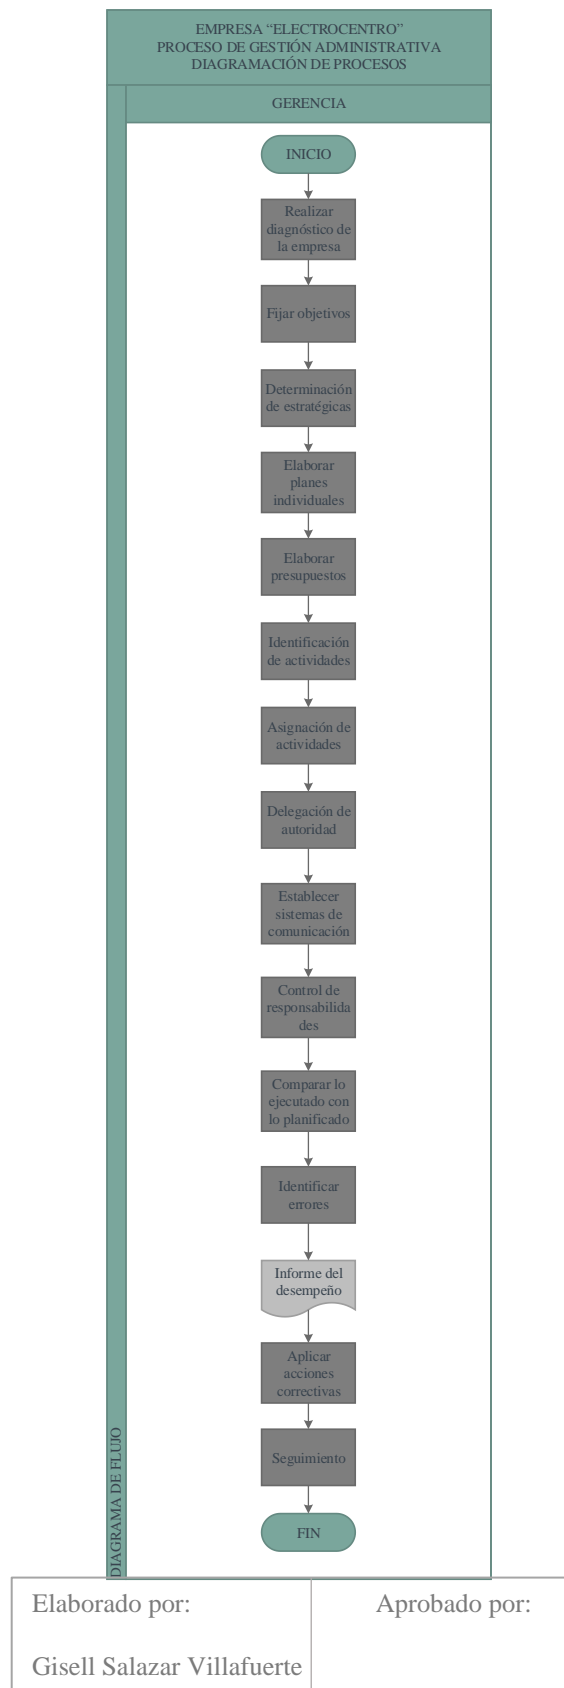 EMPRESA “ELECTROCENTRO”
PROCESO DE GESTIÓN ADMINISTRATIVA
DIAGRAMACIÓN DE PROCESOS
GERENCIA
INICIO
Realizar
diagnóstico de
la empresa
Fijar objetivos
Determinación
de estratégicas
Elaborar
planes
individuales
Elaborar
presupuestos
Identificación
de actividades
Asignación de
actividades
Delegación de
autoridad
Establecer
sistemas de
comunicación
Control de
responsabilida
des
Comparar lo
ejecutado con
lo planificado
Identificar
errores
Informe del
desempeño
Aplicar
acciones
correctivas
Seguimiento
FIN
DIAGRAMA DE FLUJO
Elaborado por:
Gisell Salazar Villafuerte
Aprobado por: